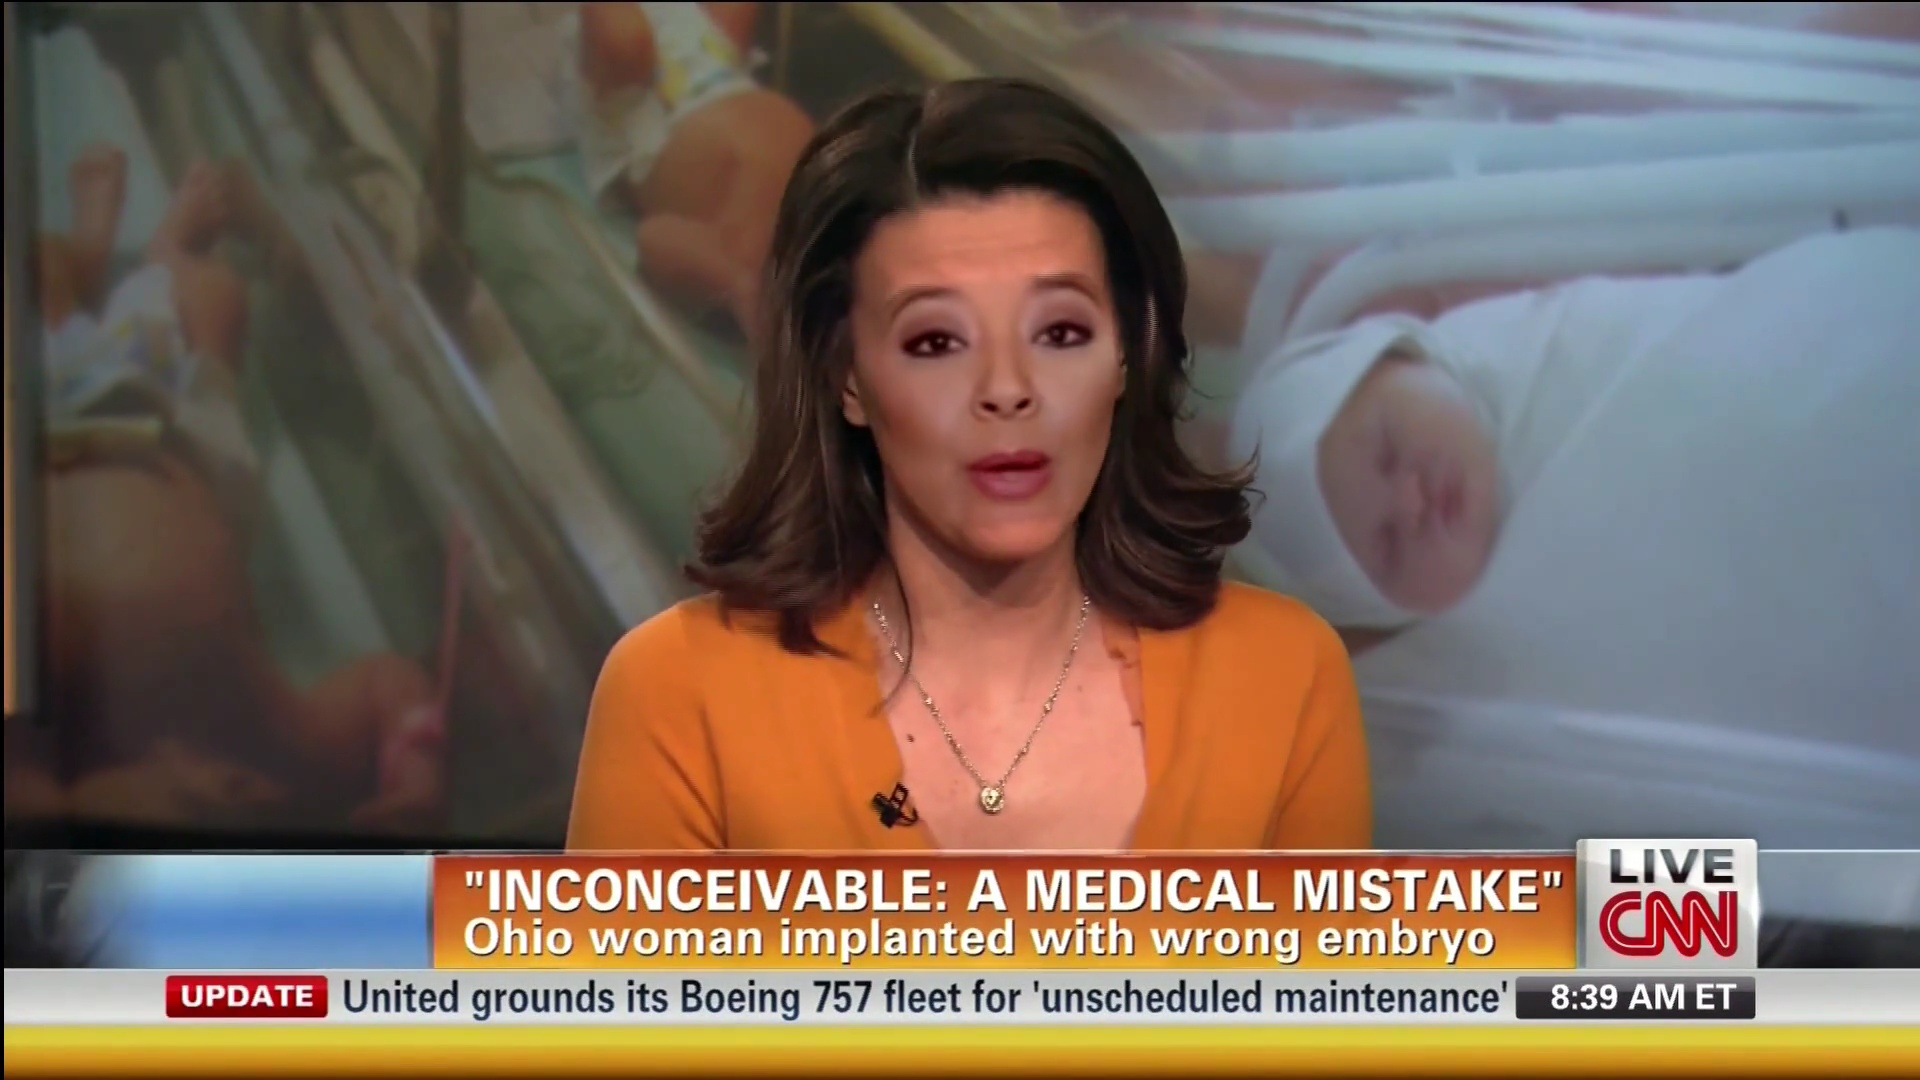 "INCONCEIVABLE: A MEDICAL MISTAKE"
Ohio woman implanted with wrong embryo
LIVE
CNN
UPDATE United grounds its Boeing 757 fleet for 'unscheduled maintenance' 8:39 AM ET